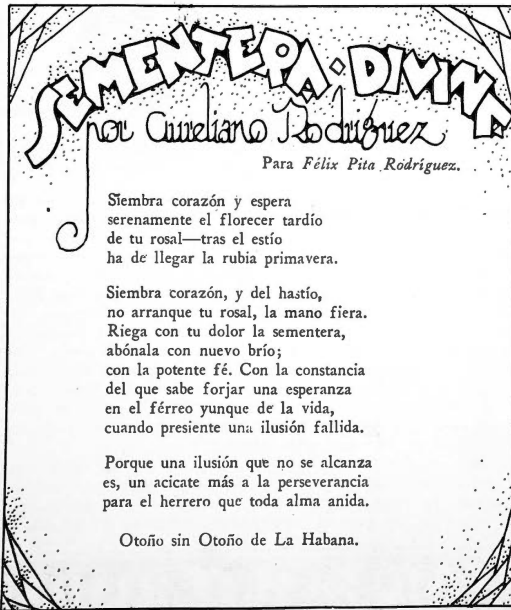 SEMENTERA · DIVINA
por Aureliano Rodriguez
Para Félix Pita Rodríguez.
Siembra corazón y espera
serenamente el florecer tardío
de tu rosal—tras el estío
ha de llegar la rubia primavera.
Siembra corazón, y del hastío,
no arranque tu rosal, la mano fiera.
Riega con tu dolor la sementera,
abónala con nuevo brío;
con la potente fé. Con la constancia
del que sabe forjar una esperanza
en el férreo yunque de la vida,
cuando presiente una ilusión fallida.
Porque una ilusión que no se alcanza
es, un acicate más a la perseverancia
para el herrero que toda alma anida.
Otoño sin Otoño de La Habana.